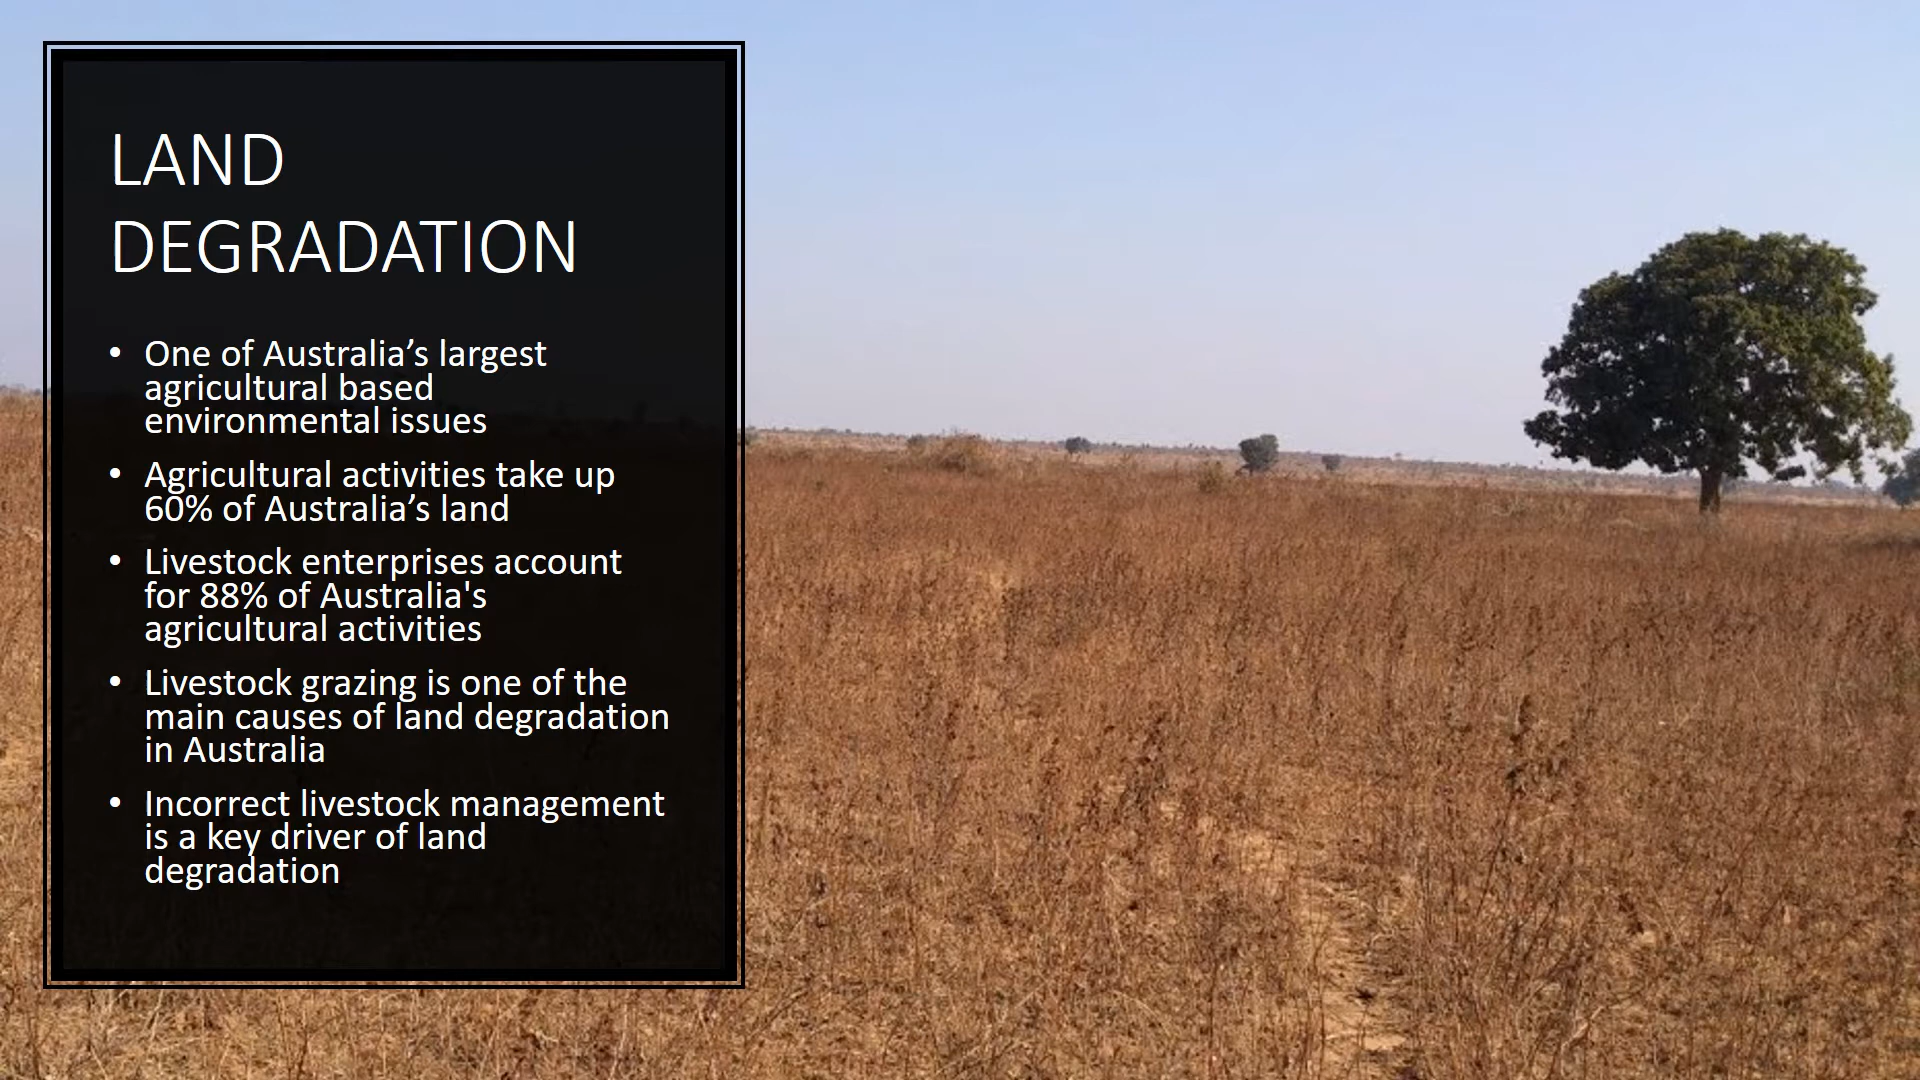 LAND
DEGRADATION
• One of Australia’s largest
agricultural based
environmental issues
• Agricultural activities take up
60% of Australia’s land
• Livestock enterprises account
for 88% of Australia's
agricultural activities
• Livestock grazing is one of the
main causes of land degradation
in Australia
• Incorrect livestock management
is a key driver of land
degradation